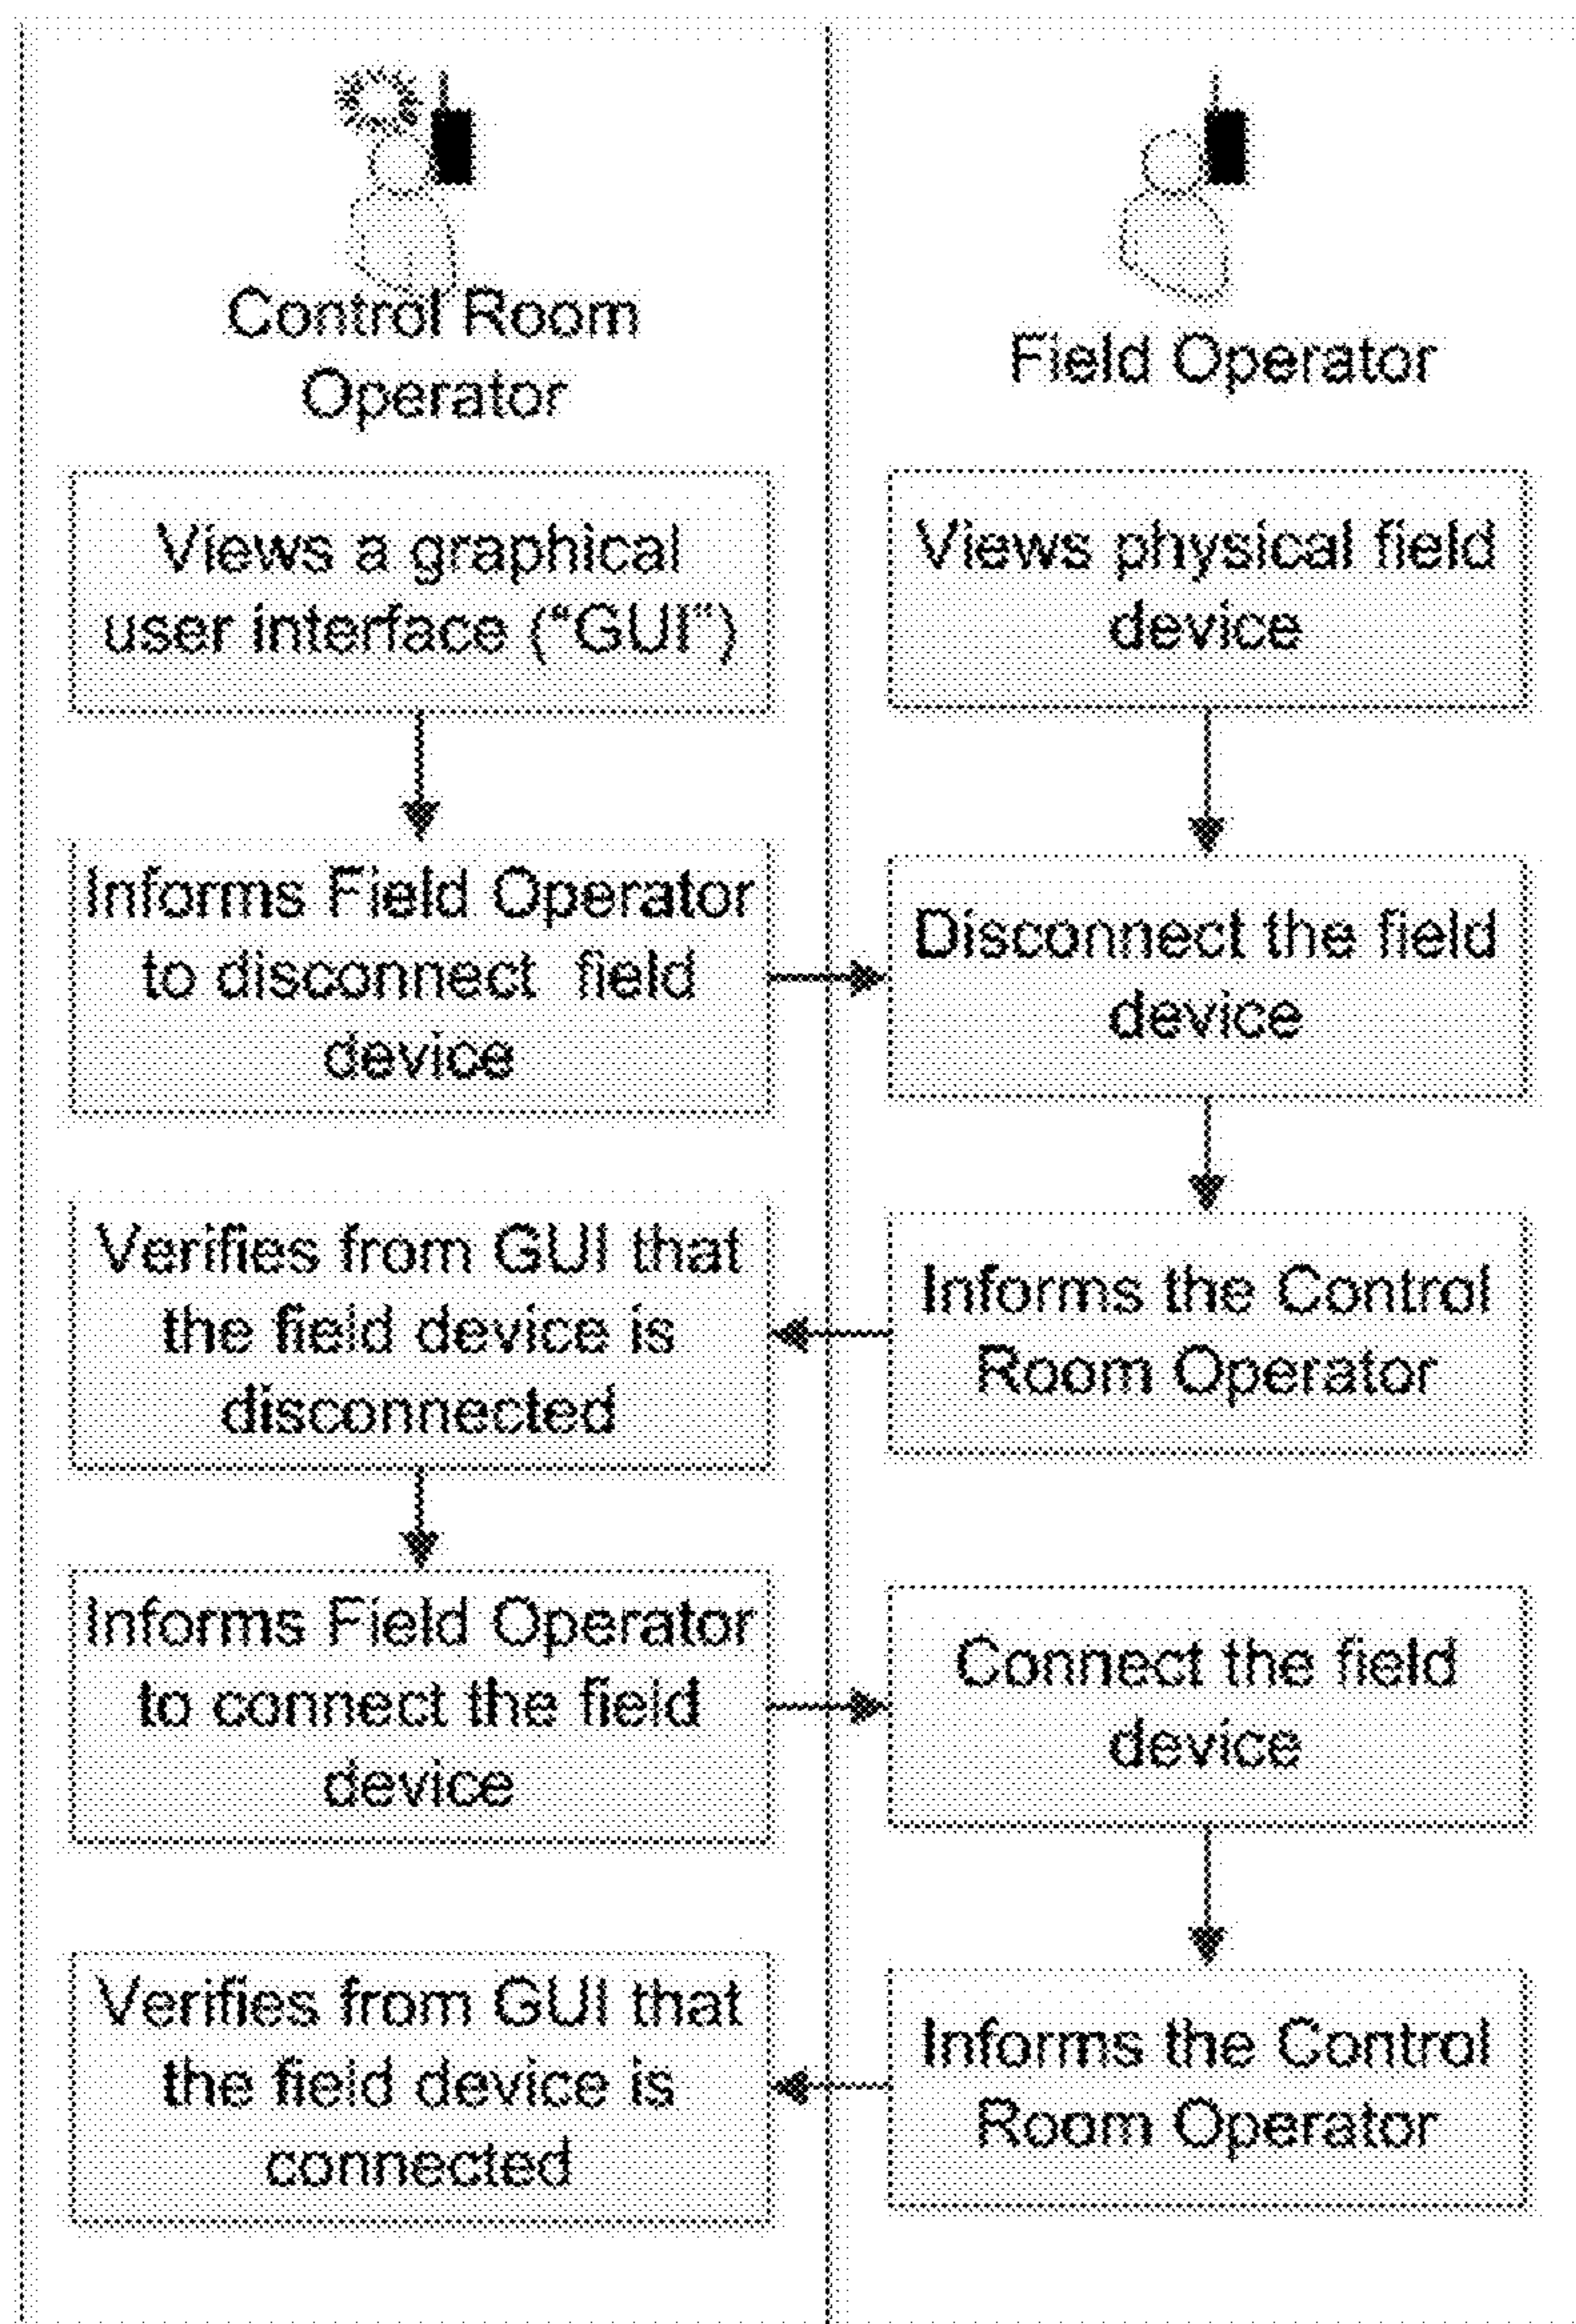 Control Room
Operator
Views a graphical
user interface (“GUI”)
Informs Field Operator
to disconnect field
device
Verifies from GUI that
the field device is
disconnected
Informs Field Operator
to connect the field
device
Verifies from GUI that
the field device is
connected
Field Operator
Views physical field
device
Disconnect the field
device
Informs the Control
Room Operator
Connect the field
device
Informs the Control
Room Operator